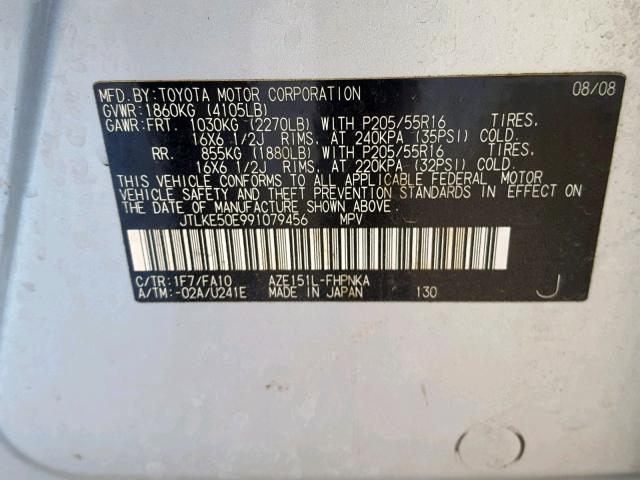 MFD.BY:TOYOTA MOTOR CORPORATION 08/08
GVWR:1860KG (4105LB)
GAWR:FRT. 1030KG (2270LB) WITH P205/55R16 TIRES,
16X6 1/2J RIMS, AT 240KPA (35PSI) COLD.
RR. 855KG (1880LB) WITH P205/55R16 TIRES,
16X6 1/2J RIMS, AT 220KPA (32PSI) COLD.
THIS VEHICLE CONFORMS TO ALL APPLICABLE FEDERAL MOTOR
VEHICLE SAFETY AND THEFT PREVENTION STANDARDS IN EFFECT ON
THE DATE OF MANUFACTURE SHOWN ABOVE.
JTLKE50E991079456 MPV
C/TR:1F7/FA10 AZE151L-FHPNKA
A/TM:-02A/U241E MADE IN JAPAN 130 J